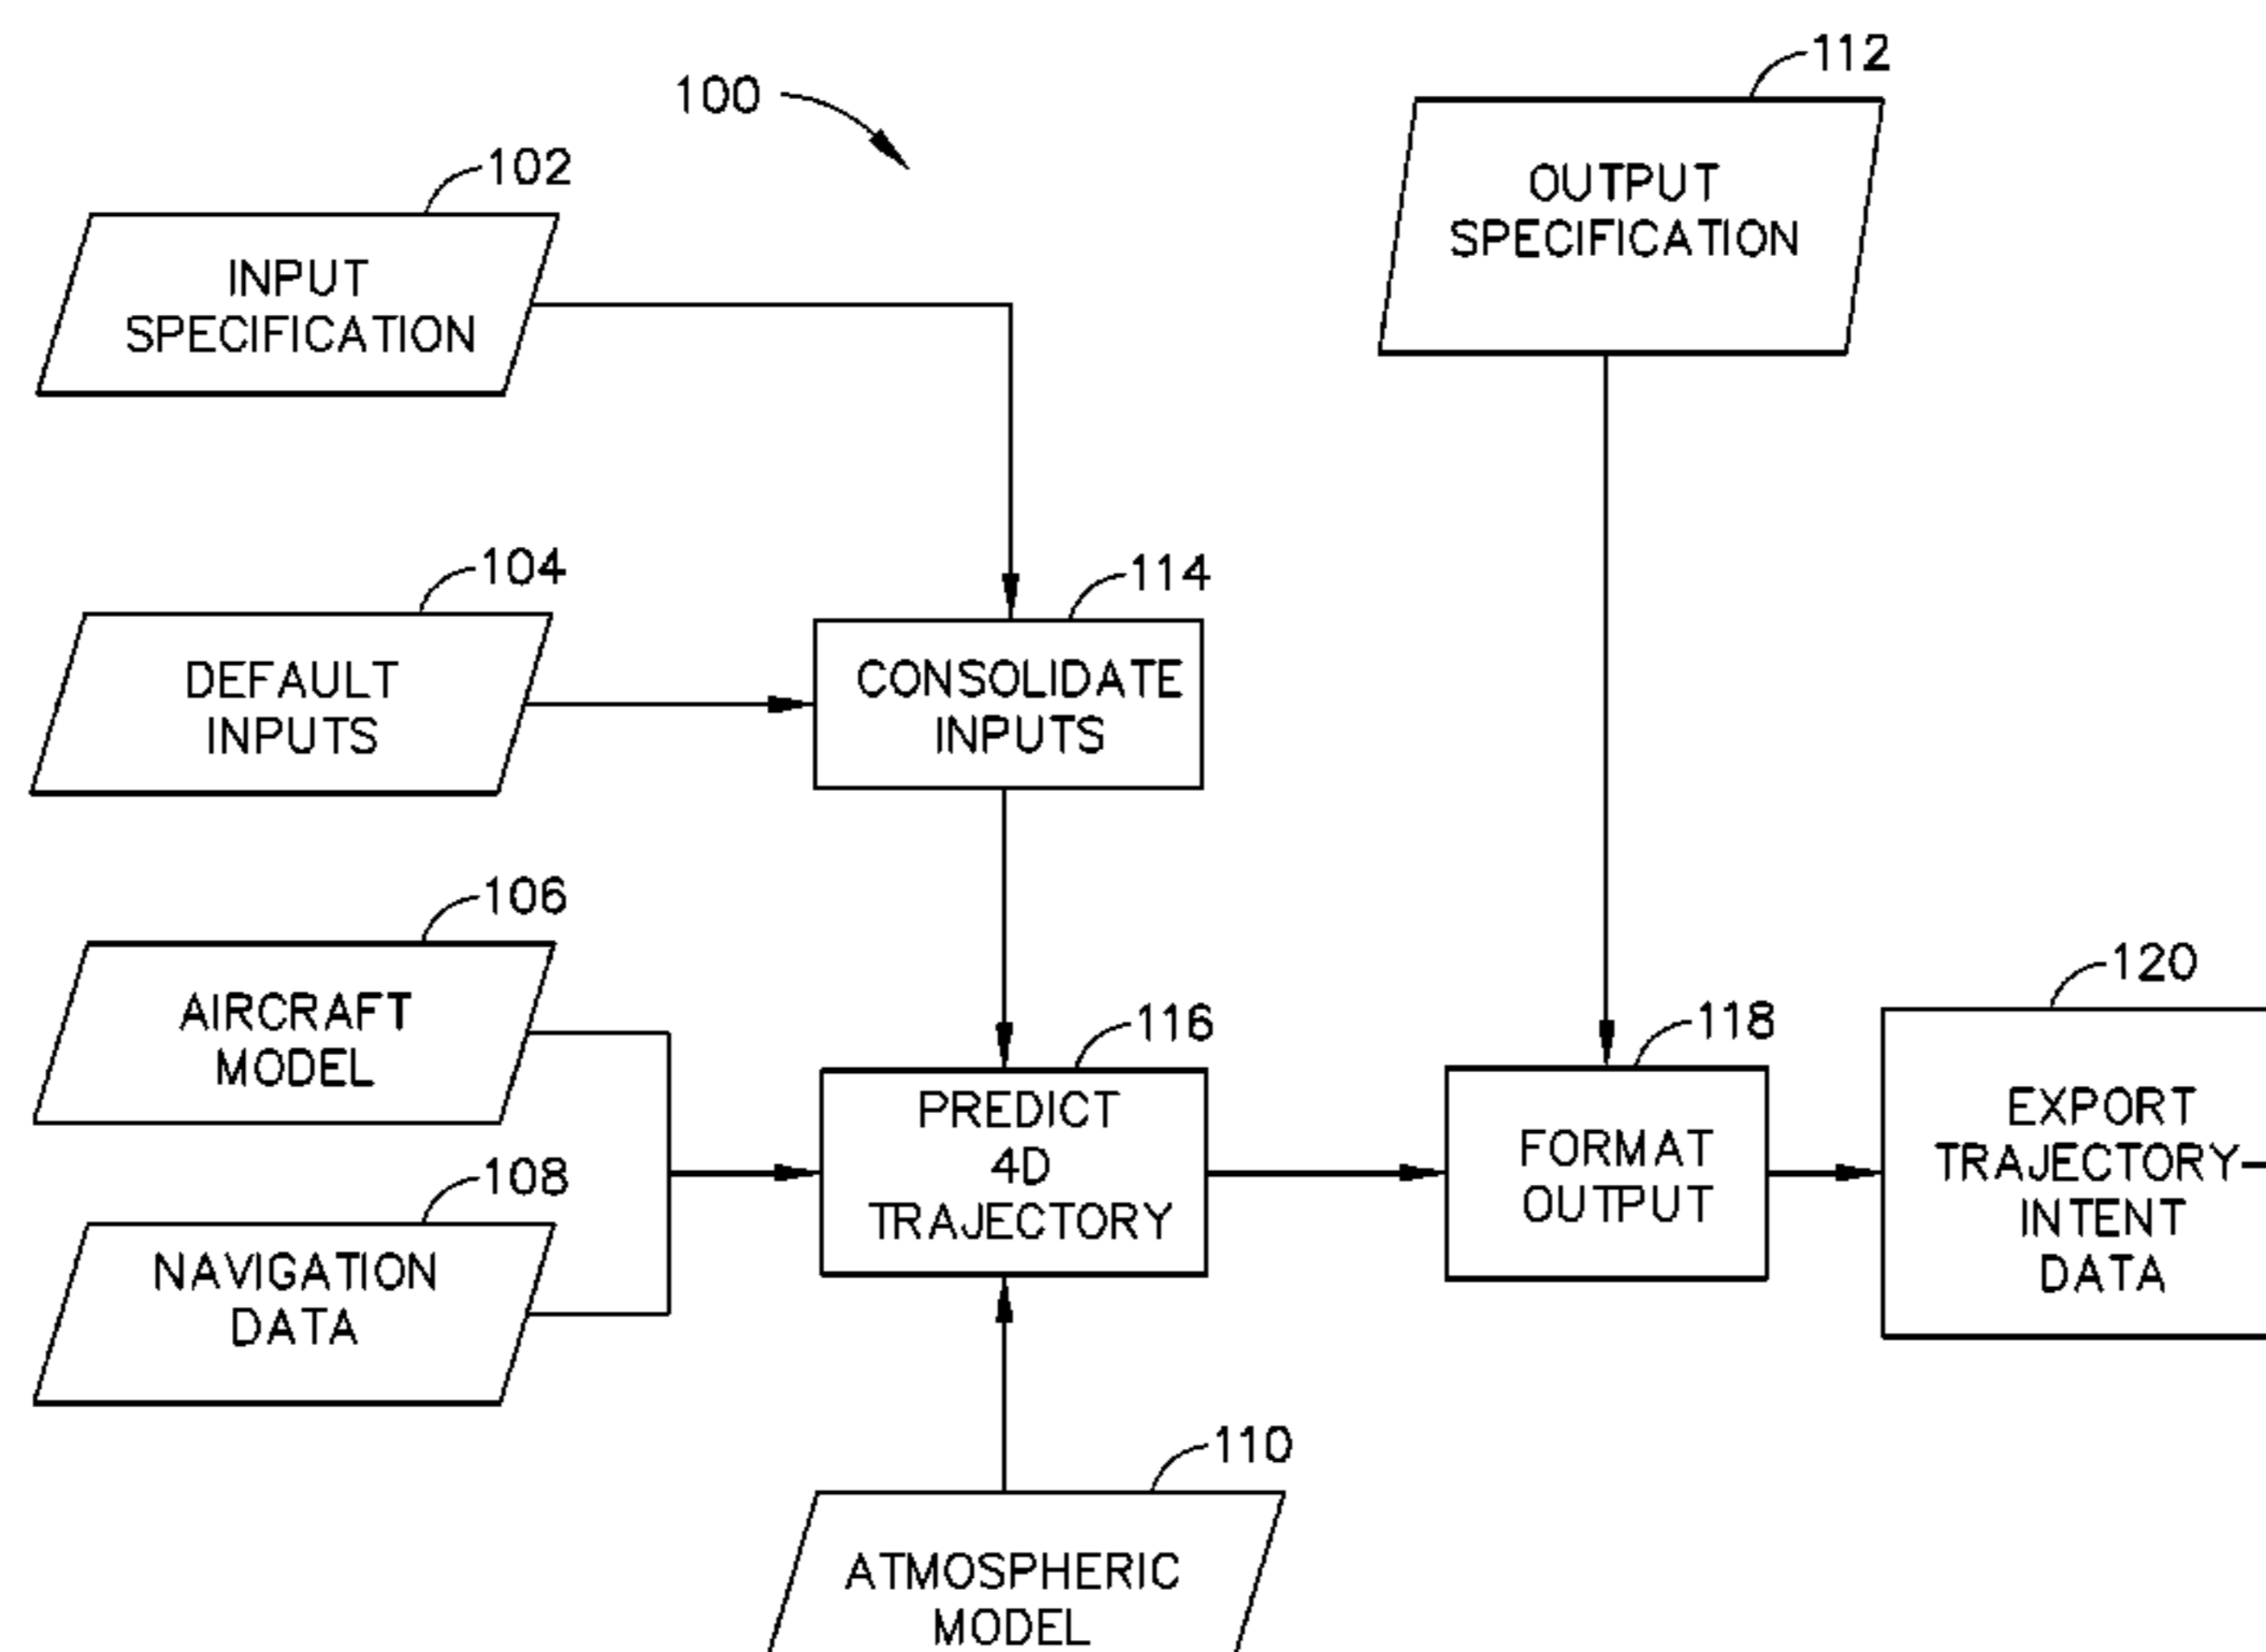 100
112
OUTPUT
SPECIFICATION
102
INPUT
SPECIFICATION
104
DEFAULT
INPUTS
114
CONSOLIDATE
INPUTS
106
AIRCRAFT
MODEL
108
NAVIGATION
DATA
116
PREDICT
4D
TRAJECTORY
118
FORMAT
OUTPUT
120
EXPORT
TRAJECTORY-
INTENT
DATA
110
ATMOSPHERIC
MODEL